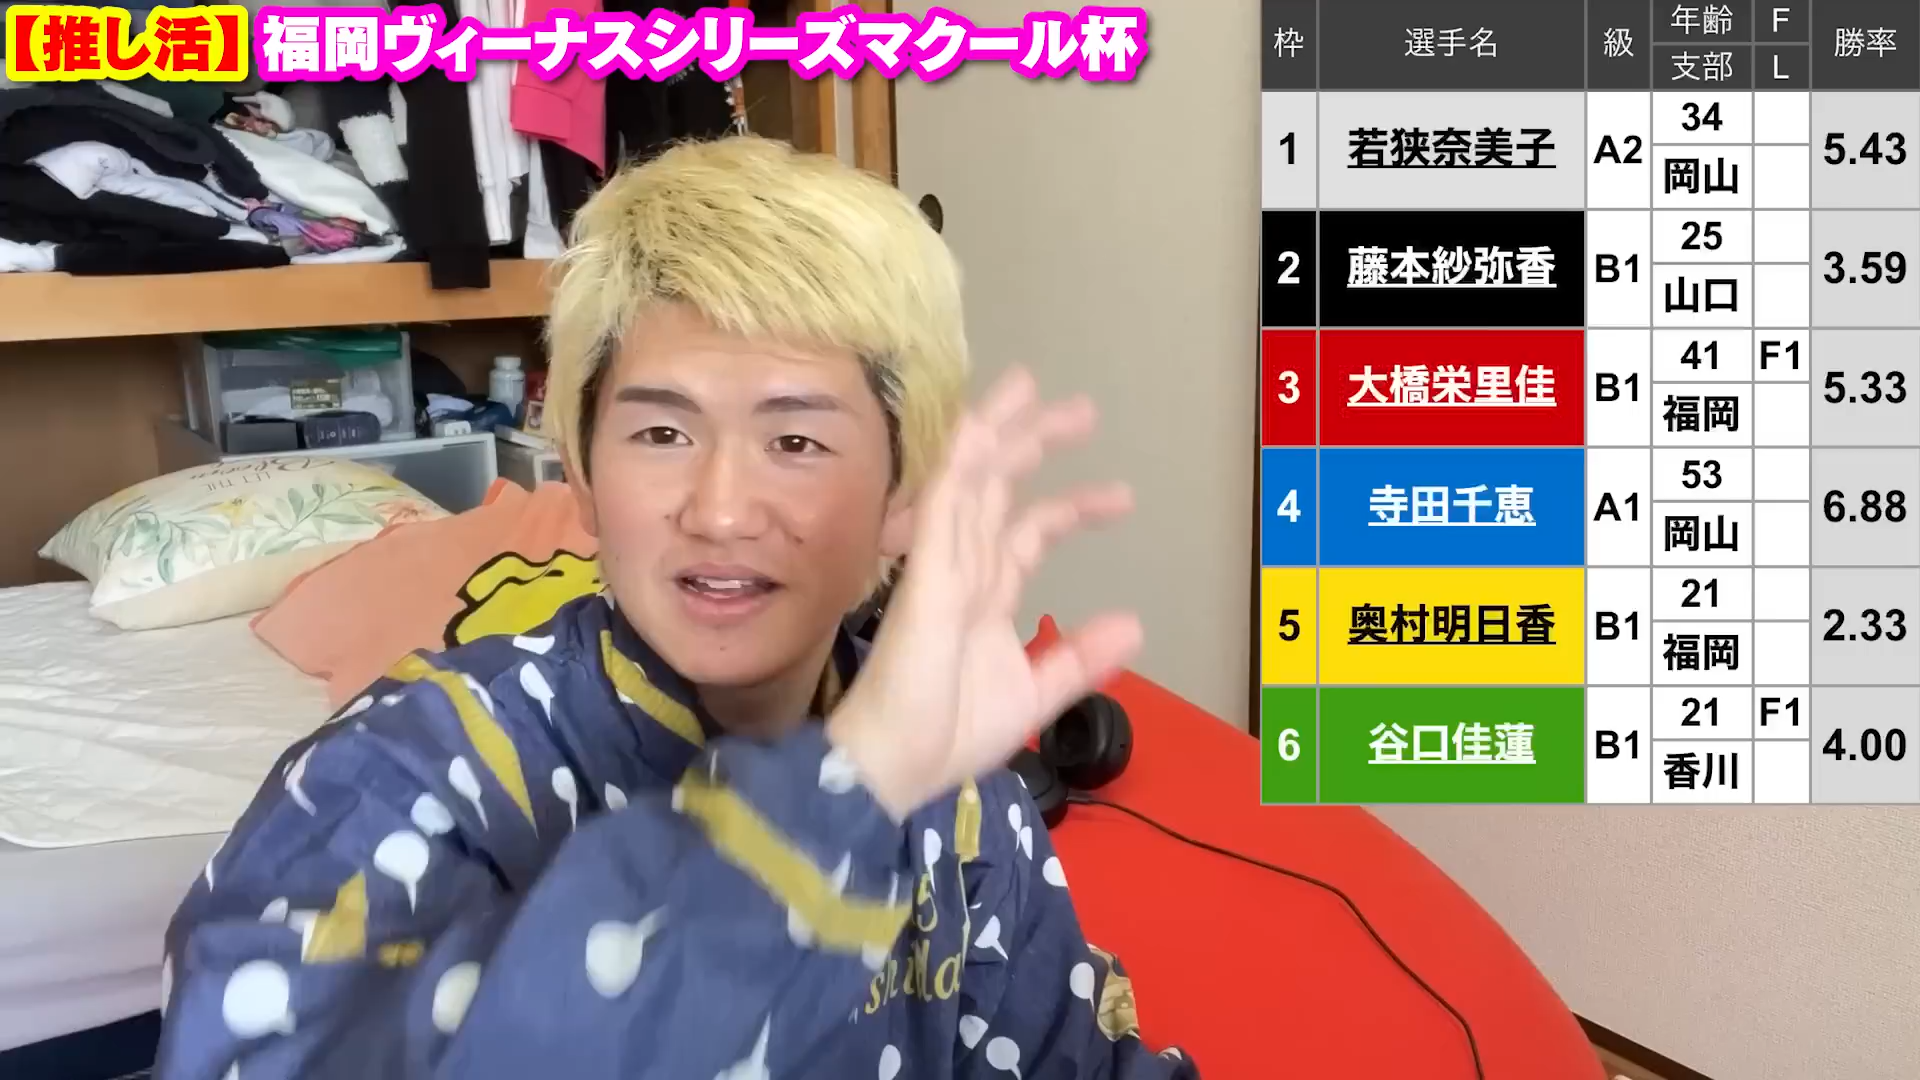 【推し活】福岡ヴィーナスシリーズマクール杯
枠 選手名 級 年齢 F 勝率
支部 L
1 若狭奈美子 A2 34 5.43
岡山
2 藤本紗弥香 B1 25 3.59
山口
3 大橋栄里佳 B1 41 F1 5.33
福岡
4 寺田千恵 A1 53 6.88
岡山
5 奥村明日香 B1 21 2.33
福岡
6 谷口佳蓮 B1 21 F1 4.00
香川
LET THE